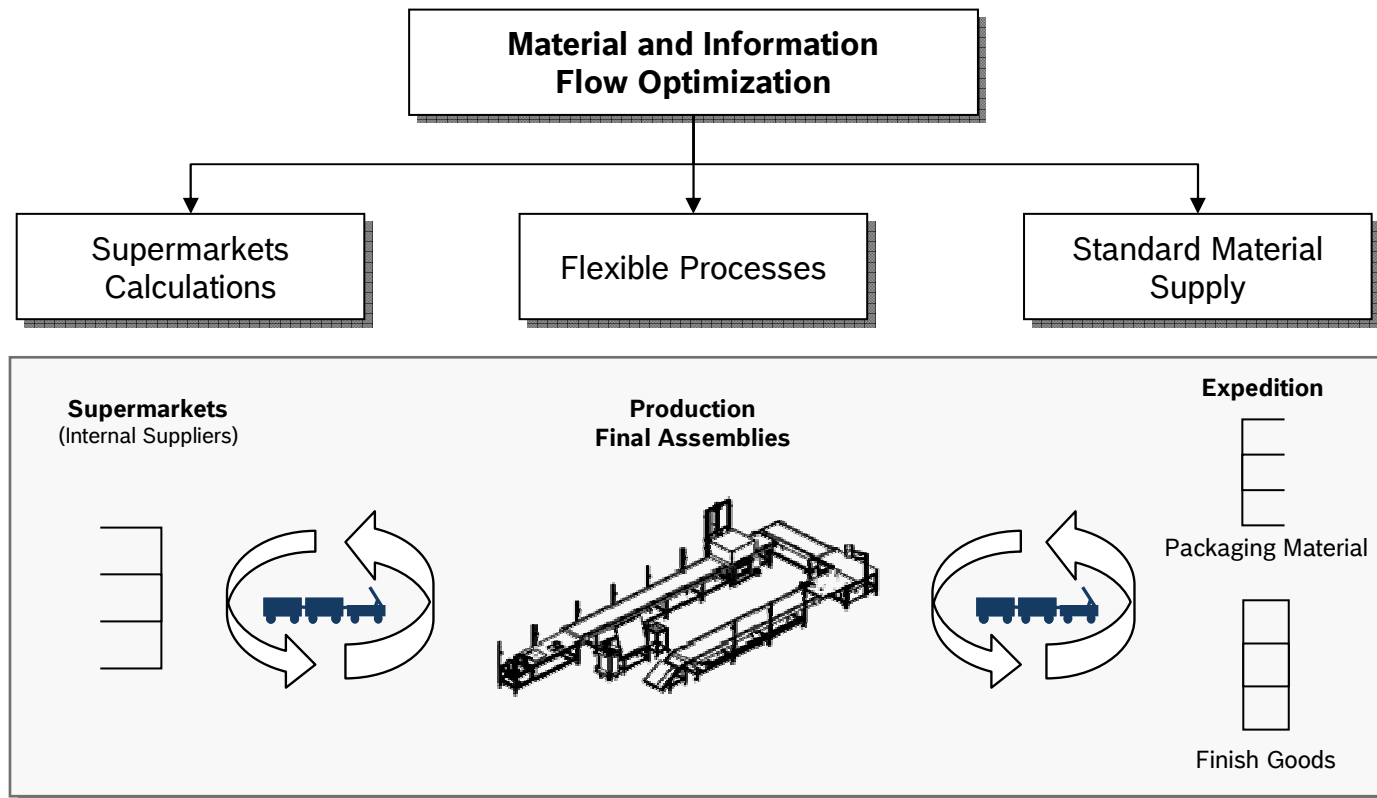 Material and Information
Flow Optimization
Supermarkets
Calculations
Flexible Processes
Standard Material
Supply
Supermarkets
(Internal Suppliers)
Production
Final Assemblies
Expedition
Packaging Material
Finish Goods